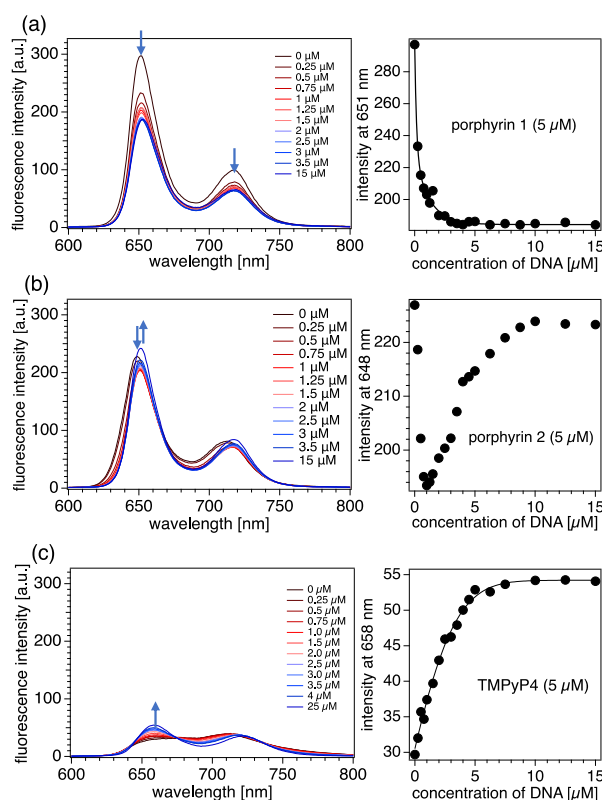 (a)
fluorescence intensity [a.u.]
300
200
100
0
600
650
700
750
800
wavelength [nm]
0 μM
0.25 μM
0.5 μM
0.75 μM
1 μM
1.25 μM
1.5 μM
2 μM
2.5 μM
3 μM
3.5 μM
15 μM
intensity at 651 nm
280
260
240
220
200
0
5
10
15
concentration of DNA [μM]
porphyrin 1 (5 μM)
(b)
fluorescence intensity [a.u.]
300
200
100
0
600
650
700
750
800
wavelength [nm]
0 μM
0.25 μM
0.5 μM
0.75 μM
1 μM
1.25 μM
1.5 μM
2 μM
2.5 μM
3 μM
3.5 μM
15 μM
intensity at 648 nm
220
210
200
0
5
10
15
concentration of DNA [μM]
porphyrin 2 (5 μM)
(c)
fluorescence intensity [a.u.]
300
200
100
0
600
650
700
750
800
wavelength [nm]
0 μM
0.25 μM
0.5 μM
0.75 μM
1.0 μM
1.5 μM
2.0 μM
2.5 μM
3.0 μM
3.5 μM
4 μM
25 μM
intensity at 658 nm
55
50
45
40
35
30
0
5
10
15
concentration of DNA [μM]
TMPyP4 (5 μM)